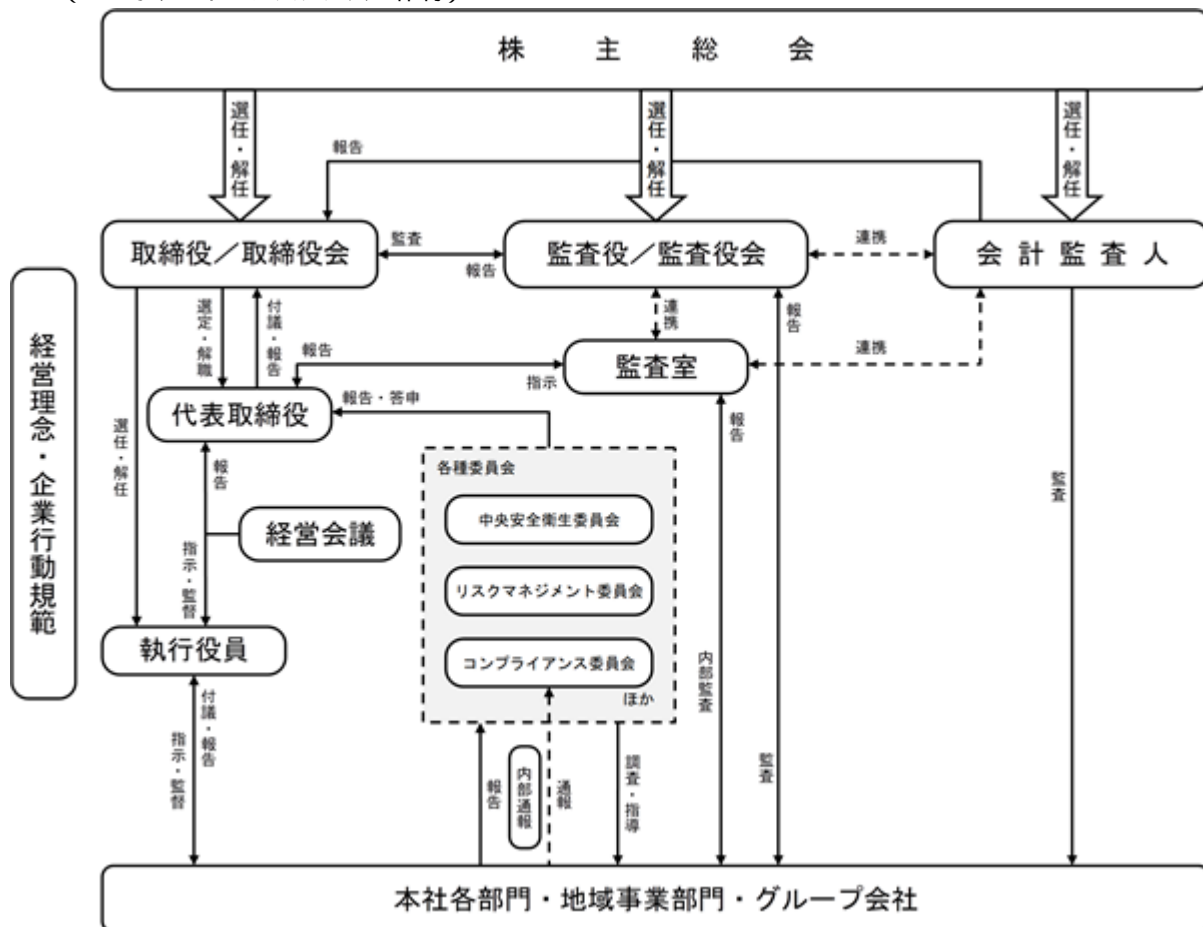 株主総会
選任・解任
選任・解任
選任・解任
報告
取締役／取締役会
監査
報告
監査役／監査役会
連携
会計監査人
経営理念・企業行動規範
選定・解職
付議・報告
連携
報告
報告
指示
監査室
連携
代表取締役
報告・答申
選任・解任
報告
各種委員会
中央安全衛生委員会
リスクマネジメント委員会
コンプライアンス委員会
ほか
経営会議
指示・監督
執行役員
報告
内部監査
監査
監査
付議・報告
指示・監督
報告
内部通報
通報
調査・指導
本社各部門・地域事業部門・グループ会社